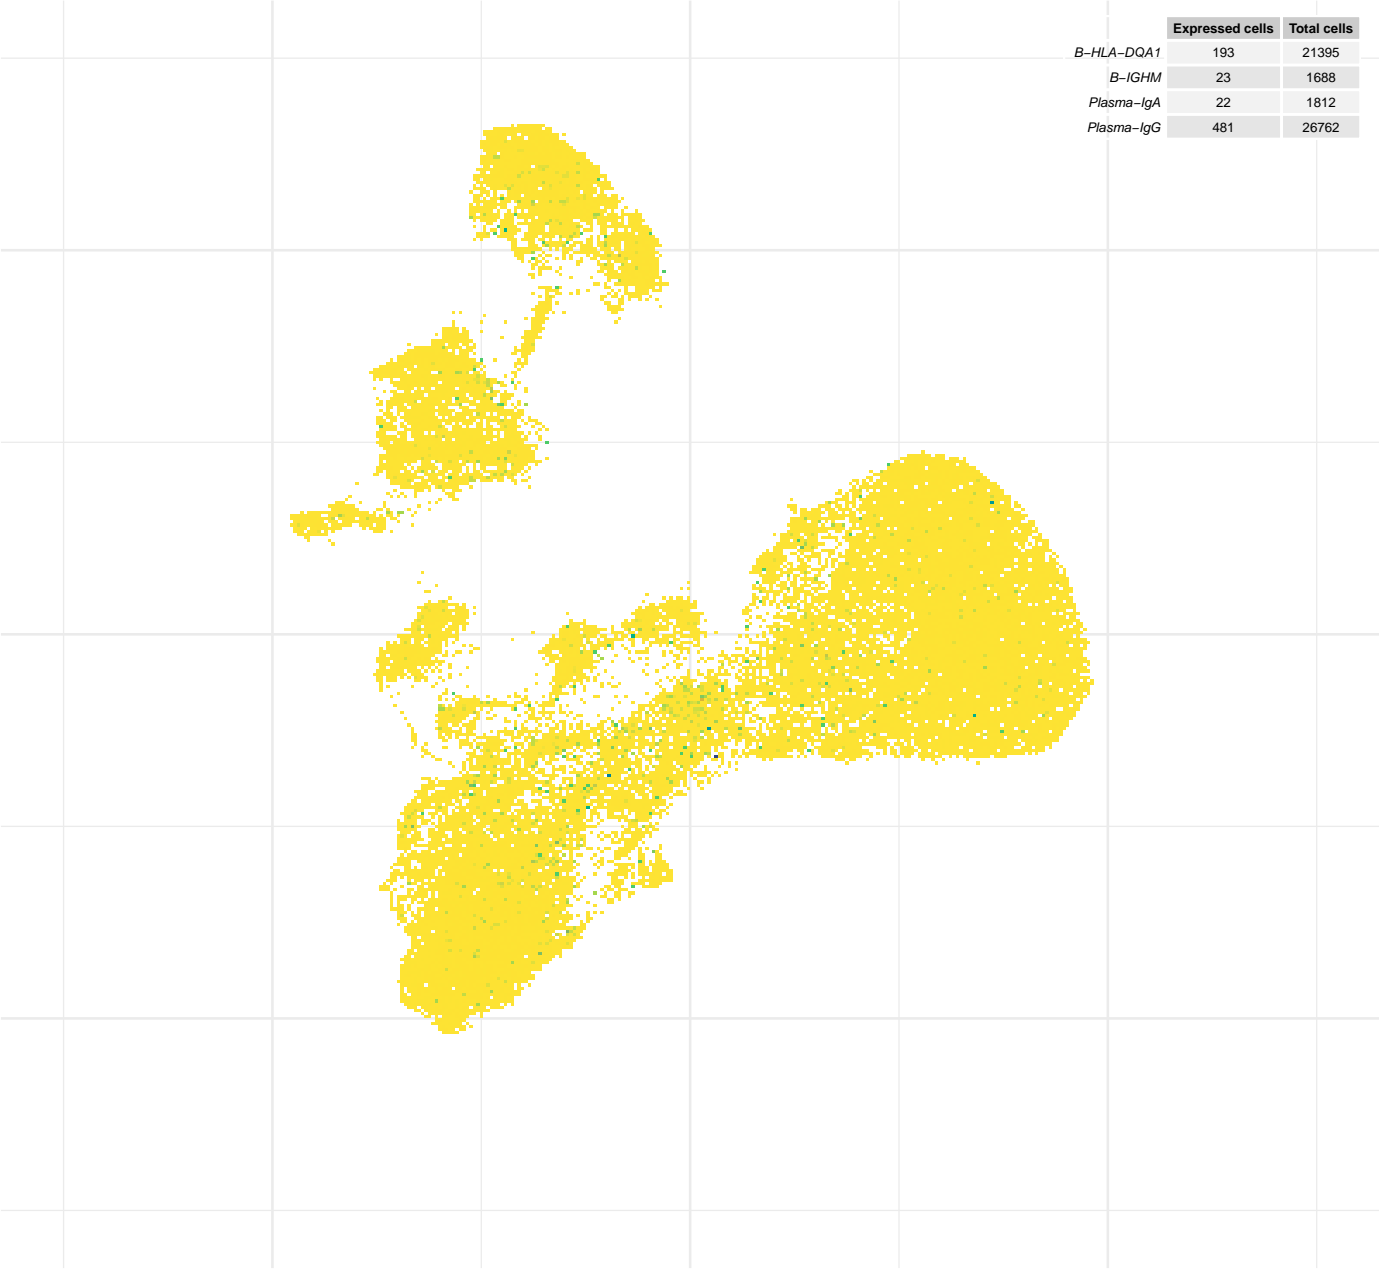 Expressed cells Total cells
B−HLA−DQA1 193 21395
B−IGHM 23 1688
Plasma−IgA 22 1812
Plasma−IgG 481 26762